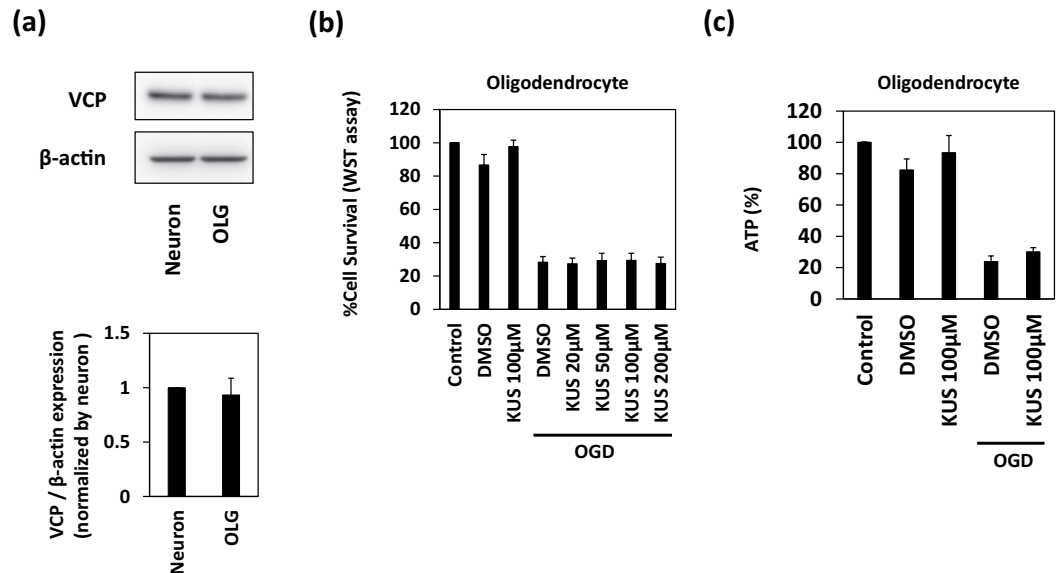 (a)
VCP
β-actin
Neuron
OLG
VCP / β-actin expression
(normalized by neuron )
1.5
1
0.5
0
Neuron
OLG
(b)
Oligodendrocyte
%Cell Survival (WST assay)
120
100
80
60
40
20
0
Control
DMSO
KUS 100μM
DMSO
KUS 20μM
KUS 50μM
KUS 100μM
KUS 200μM
OGD
(c)
Oligodendrocyte
ATP (%)
120
100
80
60
40
20
0
Control
DMSO
KUS 100μM
DMSO
KUS 100μM
OGD